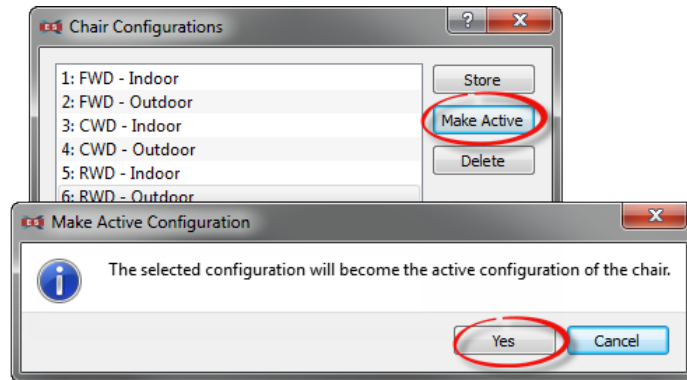 Chair Configurations
1: FWD - Indoor
2: FWD - Outdoor
3: CWD - Indoor
4: CWD - Outdoor
5: RWD - Indoor
6: RWD - Outdoor
Store
Make Active
Delete
Make Active Configuration
The selected configuration will become the active configuration of the chair.
Yes
Cancel